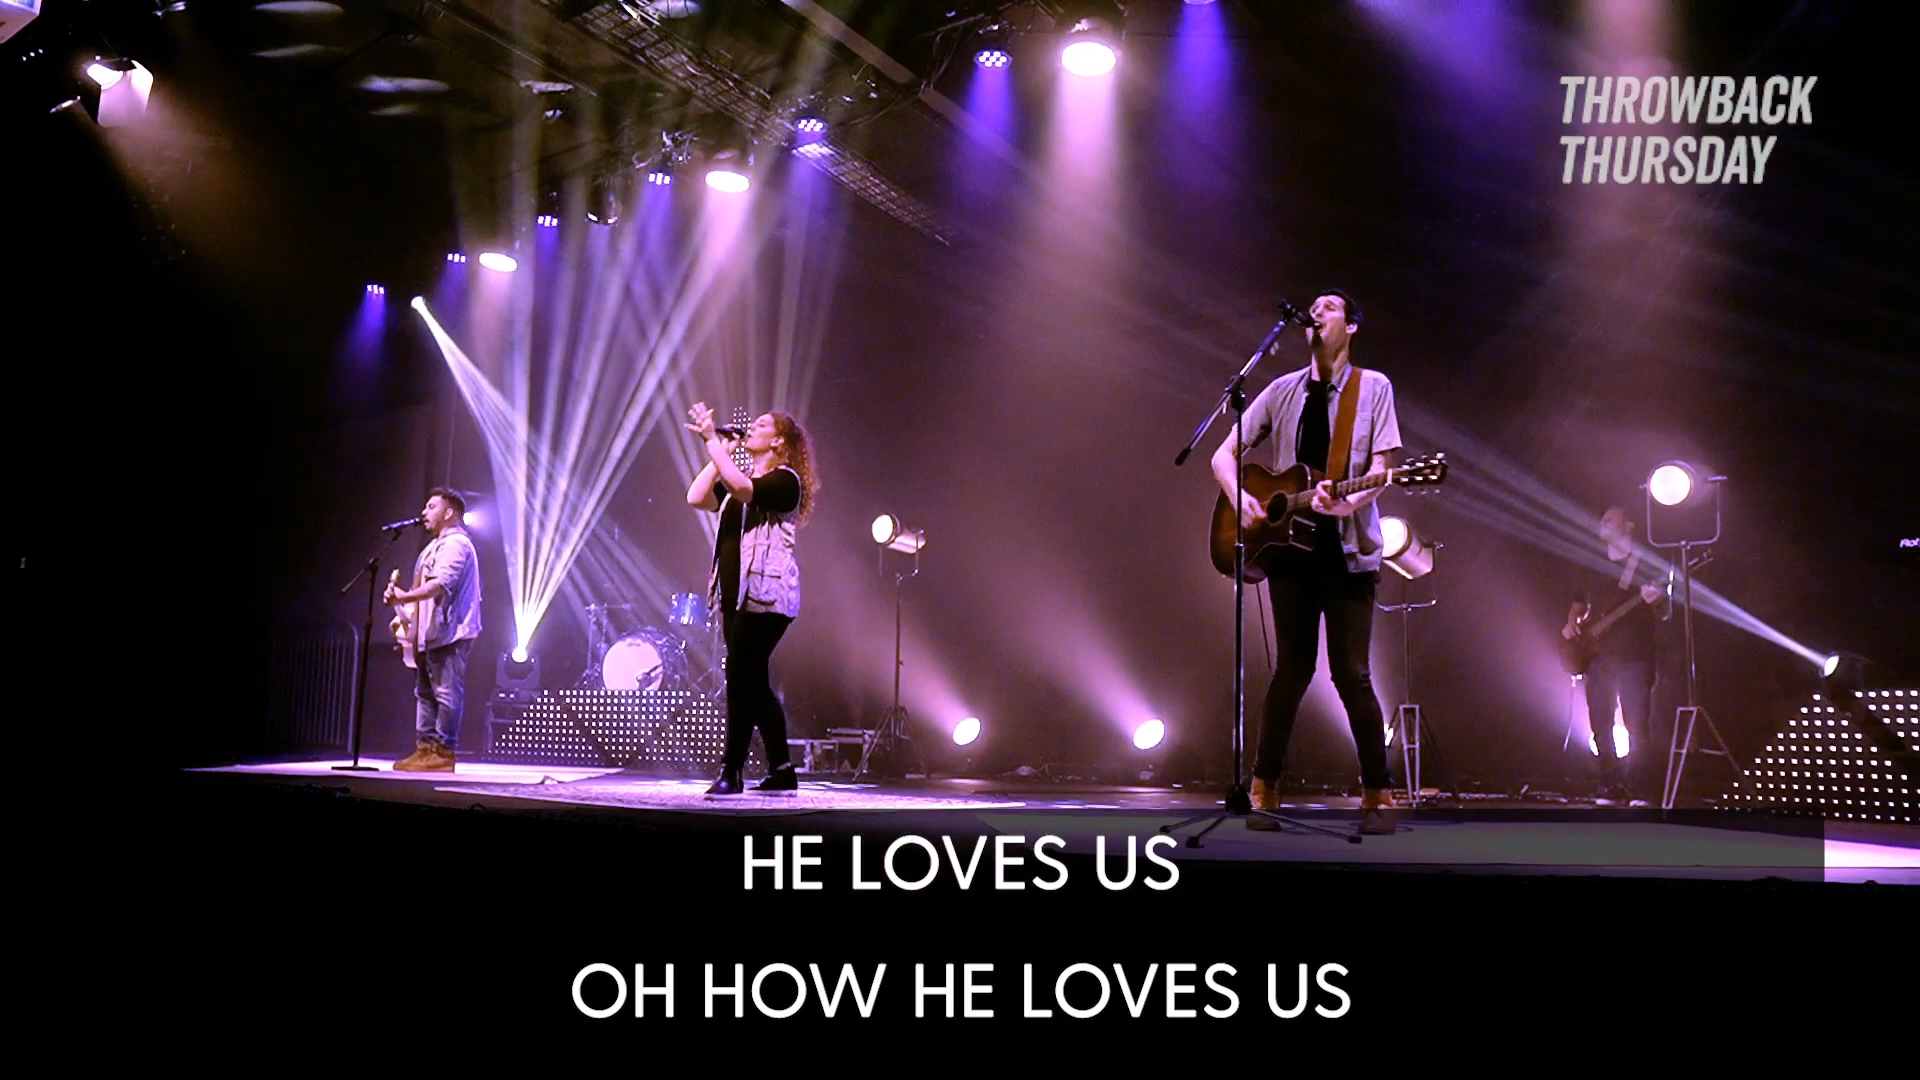 THROWBACK
THURSDAY
HE LOVES US
OH HOW HE LOVES US